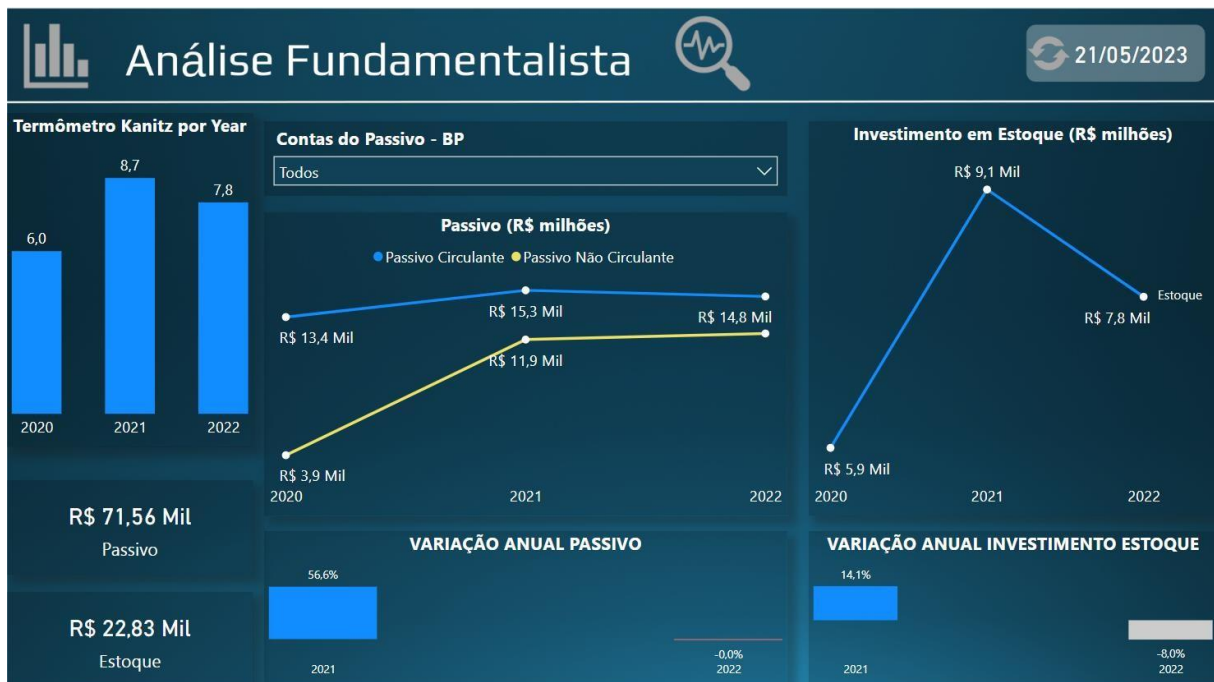 Análise Fundamentalista
21/05/2023
Termômetro Kanitz por Year
6,0
8,7
7,8
2020
2021
2022
R$ 71,56 Mil
Passivo
R$ 22,83 Mil
Estoque
Contas do Passivo - BP
Todos
Passivo (R$ milhões)
Passivo Circulante
Passivo Não Circulante
R$ 13,4 Mil
R$ 15,3 Mil
R$ 14,8 Mil
R$ 11,9 Mil
R$ 3,9 Mil
2020
2021
2022
VARIAÇÃO ANUAL PASSIVO
56,6%
2021
-0,0%
2022
Investimento em Estoque (R$ milhões)
R$ 9,1 Mil
Estoque
R$ 7,8 Mil
R$ 5,9 Mil
2020
2021
2022
VARIAÇÃO ANUAL INVESTIMENTO ESTOQUE
14,1%
2021
-8,0%
2022